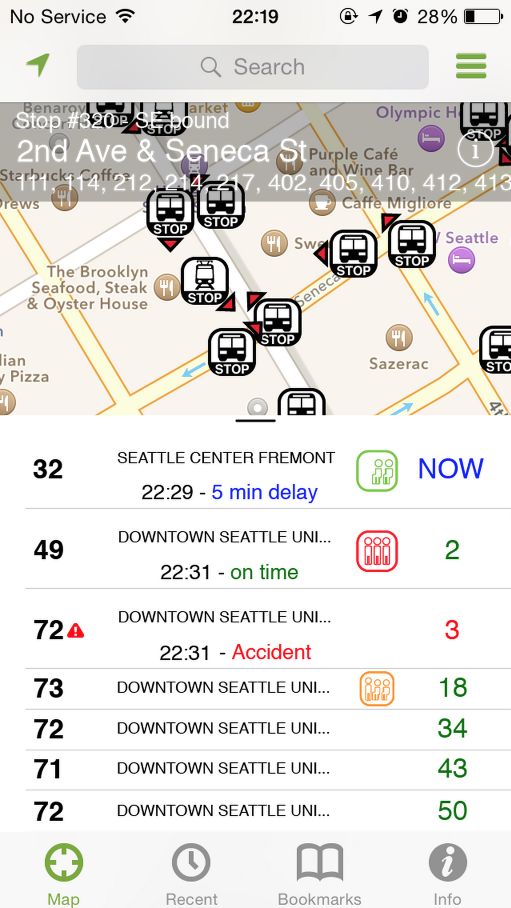 No Service 22:19 28%
Search
Benaroy
arket
Olympic H
Stop #320 - SE bound
2nd Ave & Seneca St
i
Purple Café
and Wine Bar
Starbucks Coffee
111, 114, 212, 214, 217, 402, 405, 410, 412, 413
rews
Caffe Migliore
STOP
STOP
STOP
STOP
STOP
Swe
W Seattle
STOP
STOP
The Brooklyn
Seafood, Steak
& Oyster House
STOP
Seneca
STOP
STOP
lian
y Pizza
Sazerac
STO
4t
32 SEATTLE CENTER FREMONT NOW
22:29 - 5 min delay
49 DOWNTOWN SEATTLE UNI... 2
22:31 - on time
72 DOWNTOWN SEATTLE UNI... 3
22:31 - Accident
73 DOWNTOWN SEATTLE UNI... 18
72 DOWNTOWN SEATTLE UNI... 34
71 DOWNTOWN SEATTLE UNI... 43
72 DOWNTOWN SEATTLE UNI... 50
Map Recent Bookmarks Info